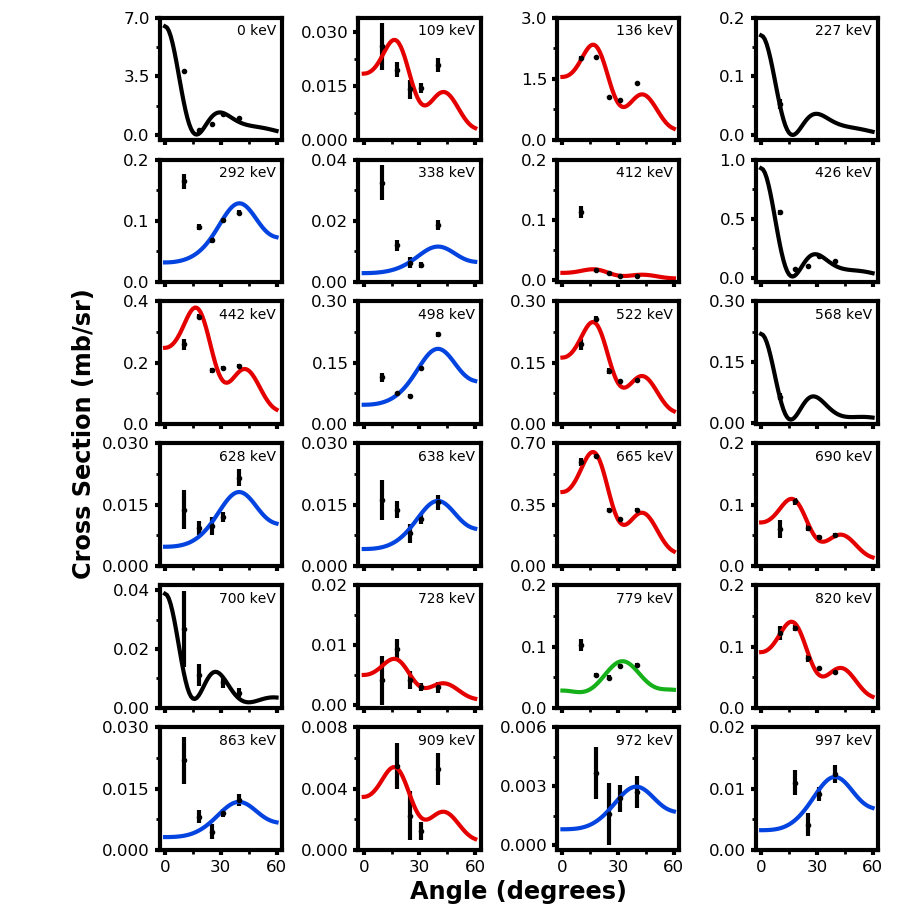 7.0
3.5
0.0
0 keV
0.030
0.015
0.000
109 keV
3.0
1.5
0.0
136 keV
0.2
0.1
0.0
227 keV
0.2
0.1
0.0
292 keV
0.04
0.02
0.00
338 keV
0.2
0.1
0.0
412 keV
1.0
0.5
0.0
426 keV
0.4
0.2
0.0
442 keV
0.30
0.15
0.00
498 keV
0.30
0.15
0.00
522 keV
0.30
0.15
0.00
568 keV
0.030
0.015
0.000
628 keV
0.030
0.015
0.000
638 keV
0.70
0.35
0.00
665 keV
0.2
0.1
0.0
690 keV
0.04
0.02
0.00
700 keV
0.02
0.01
0.00
728 keV
0.2
0.1
0.0
779 keV
0.2
0.1
0.0
820 keV
0.030
0.015
0.000
863 keV
0.008
0.004
0.000
909 keV
0.006
0.003
0.000
972 keV
0.02
0.01
0.00
997 keV
0 30 60
0 30 60
0 30 60
0 30 60
Cross Section (mb/sr)
Angle (degrees)